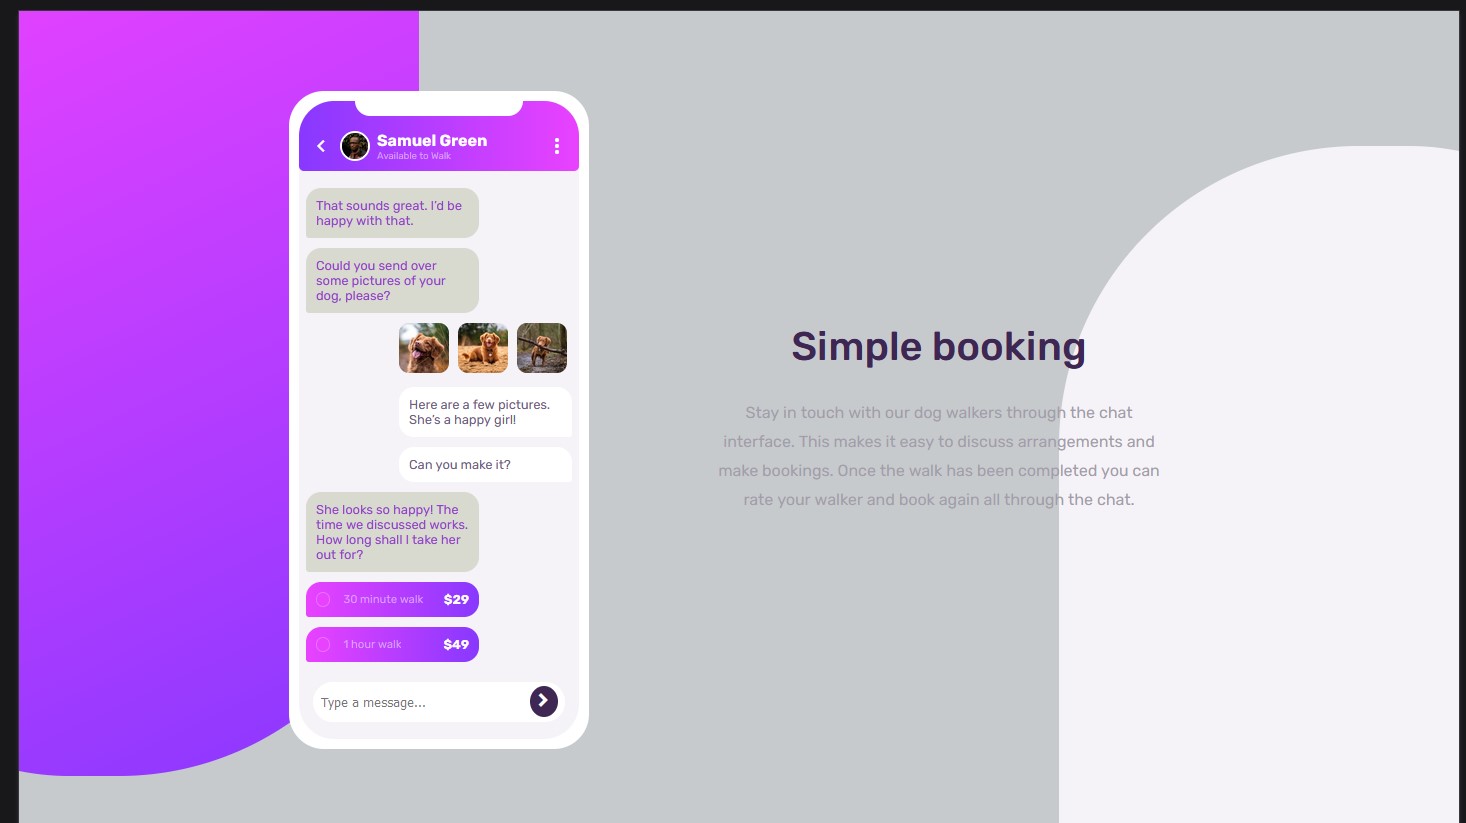 Samuel Green
Available to Walk
That sounds great. I’d be
happy with that.
Could you send over
some pictures of your
dog, please?
Here are a few pictures.
She’s a happy girl!
Can you make it?
She looks so happy! The
time we discussed works.
How long shall I take her
out for?
30 minute walk $29
1 hour walk $49
Type a message...
Simple booking
Stay in touch with our dog walkers through the chat
interface. This makes it easy to discuss arrangements and
make bookings. Once the walk has been completed you can
rate your walker and book again all through the chat.